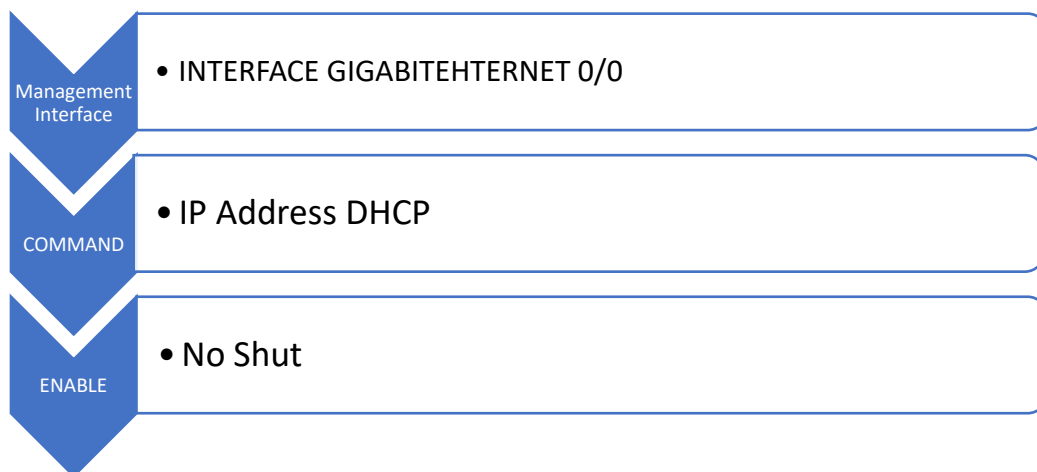 Management
Interface
• INTERFACE GIGABITEHTERNET 0/0
COMMAND
• IP Address DHCP
ENABLE
• No Shut